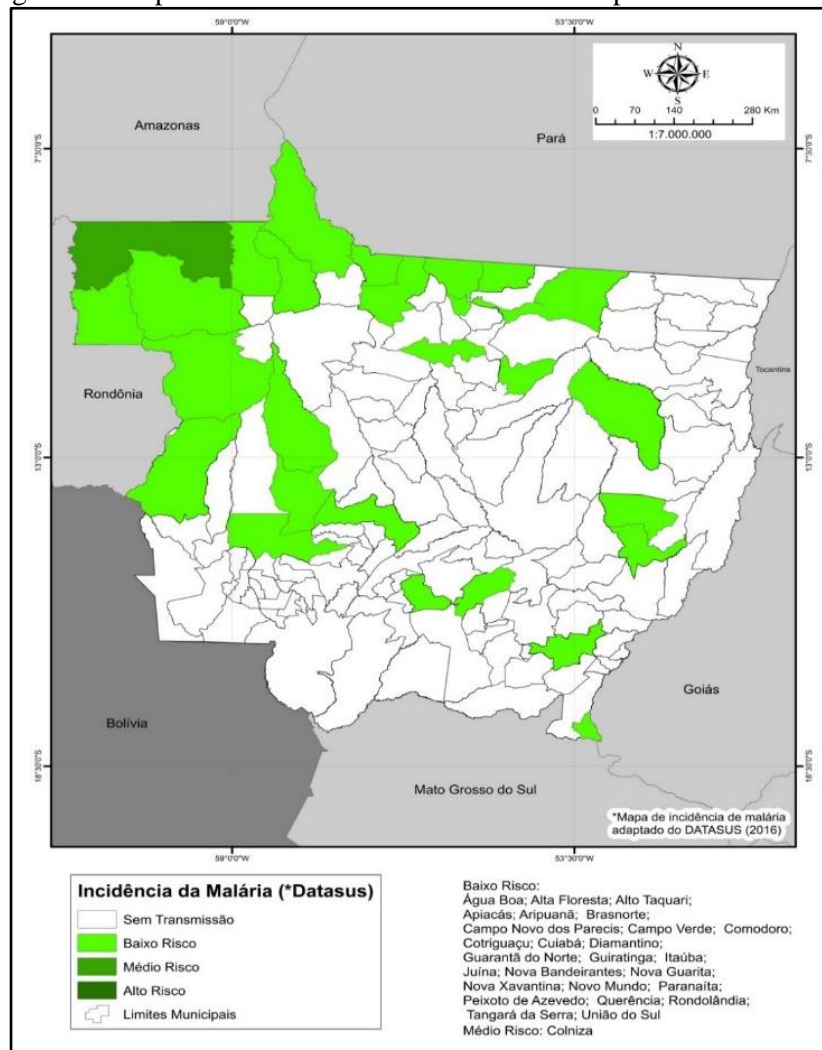 59°0'0"W
53°30'0"W
N
W
E
S
0 70 140 280 Km
1:7.000.000
Amazonas
Pará
7°30'0"S
7°30'0"S
Rondônia
Tocantins
13°0'0"S
13°0'0"S
Goiás
Bolívia
Mato Grosso do Sul
18°30'0"S
18°30'0"S
*Mapa de incidência de malária
adaptado do DATASUS (2016)
59°0'0"W
53°30'0"W
Incidência da Malária (*Datasus)
Sem Transmissão
Baixo Risco
Médio Risco
Alto Risco
Limites Municipais
Baixo Risco:
Água Boa; Alta Floresta; Alto Taquari;
Apiacás; Aripuanã; Brasnorte;
Campo Novo dos Parecis; Campo Verde; Comodoro;
Cotriguaçu; Cuiabá; Diamantino;
Guarantã do Norte; Guiratinga; Itaúba;
Juína; Nova Bandeirantes; Nova Guarita;
Nova Xavantina; Novo Mundo; Paranaíta;
Peixoto de Azevedo; Querência; Rondolândia;
Tangará da Serra; União do Sul
Médio Risco: Colniza